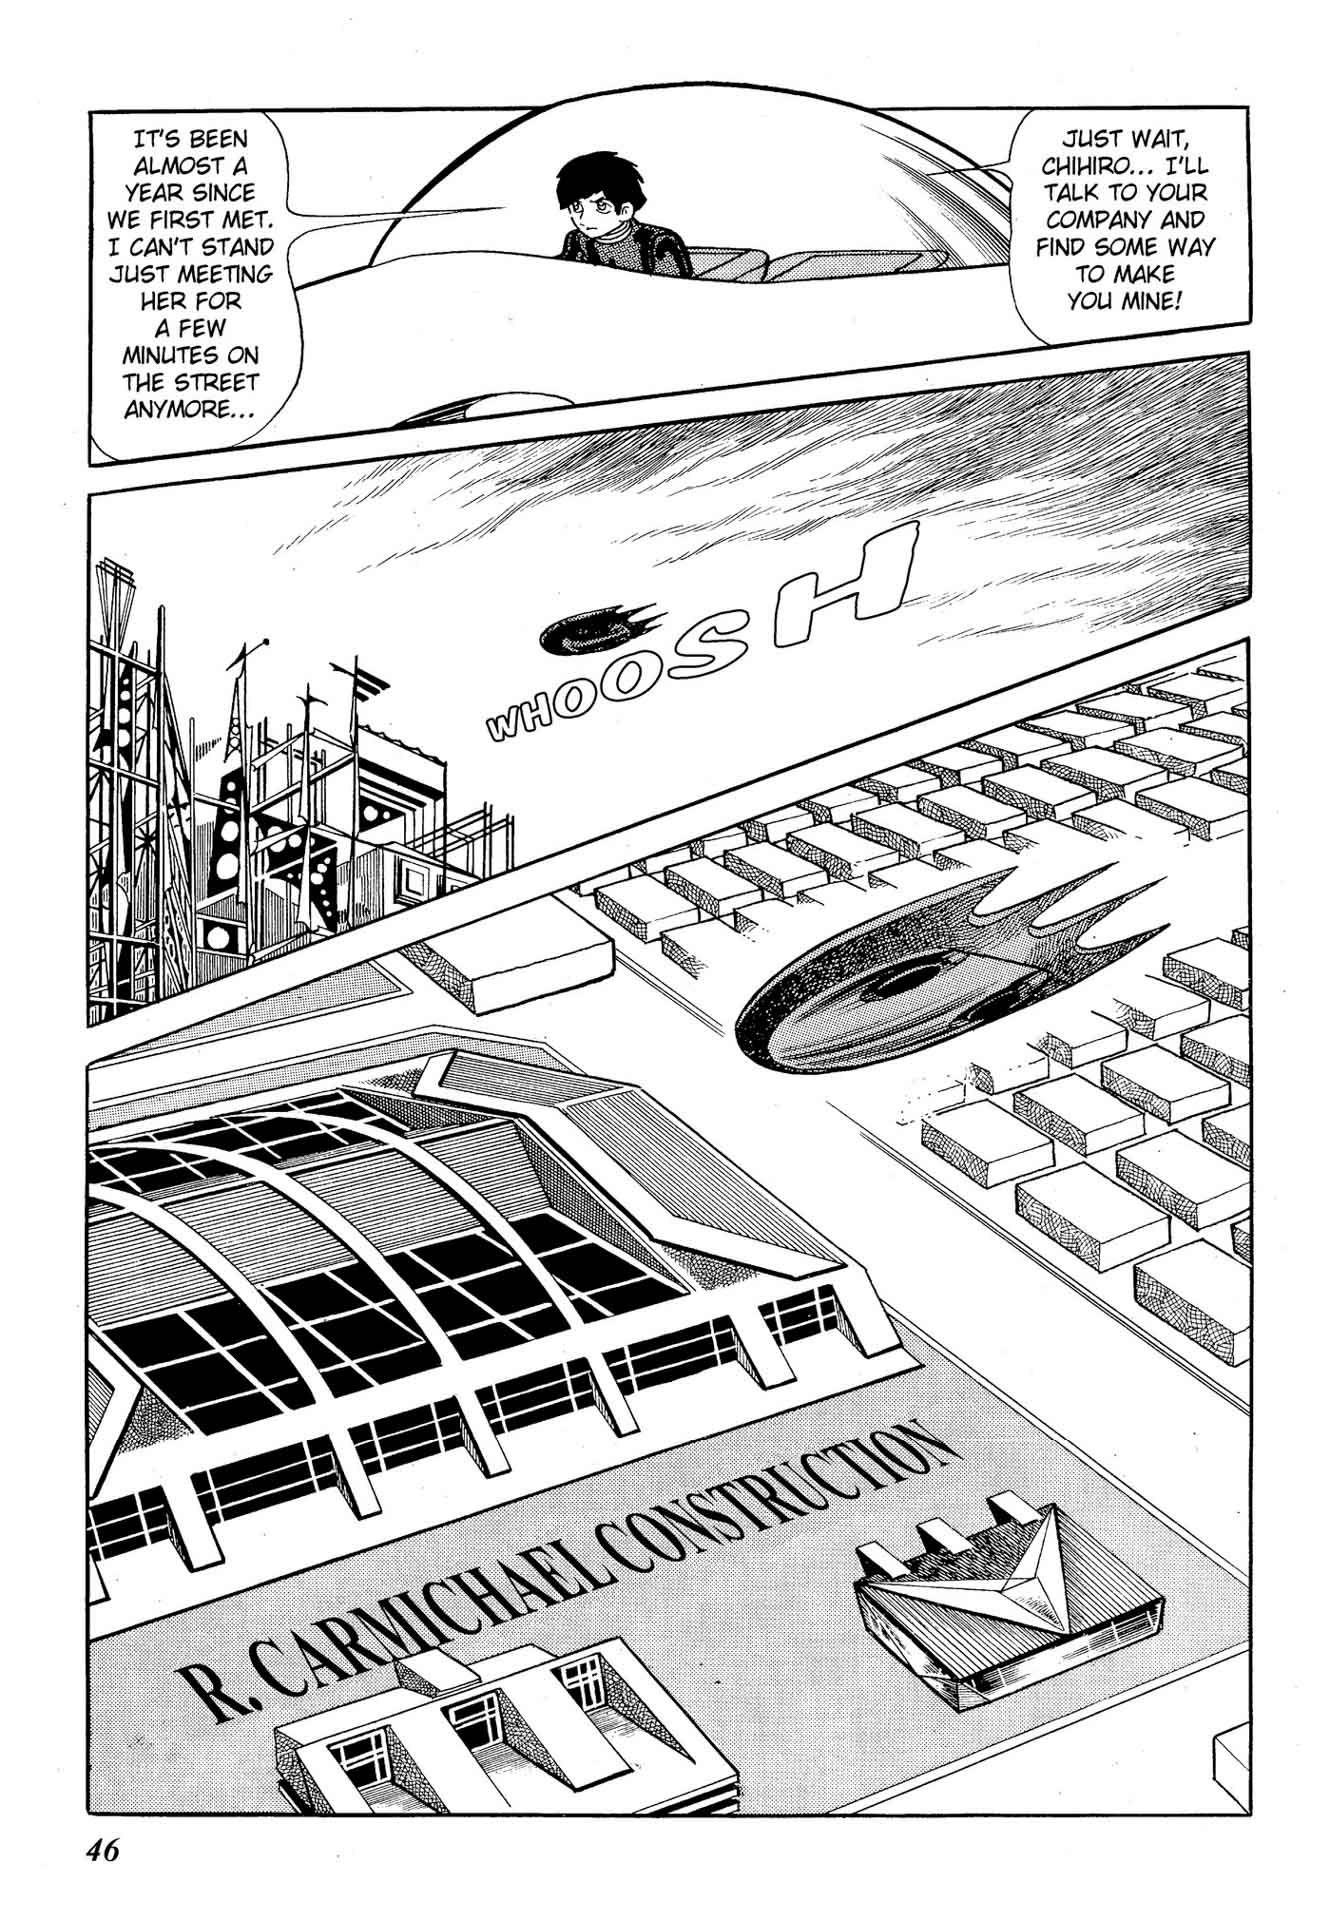 IT'S BEEN
ALMOST A
YEAR SINCE
WE FIRST MET.
I CAN'T STAND
JUST MEETING
HER FOR
A FEW
MINUTES ON
THE STREET
ANYMORE...
JUST WAIT,
CHIHIRO... I'LL
TALK TO YOUR
COMPANY AND
FIND SOME WAY
TO MAKE
YOU MINE!
WHOOOSH
R. CARMICHAEL CONSTRUCTION
46